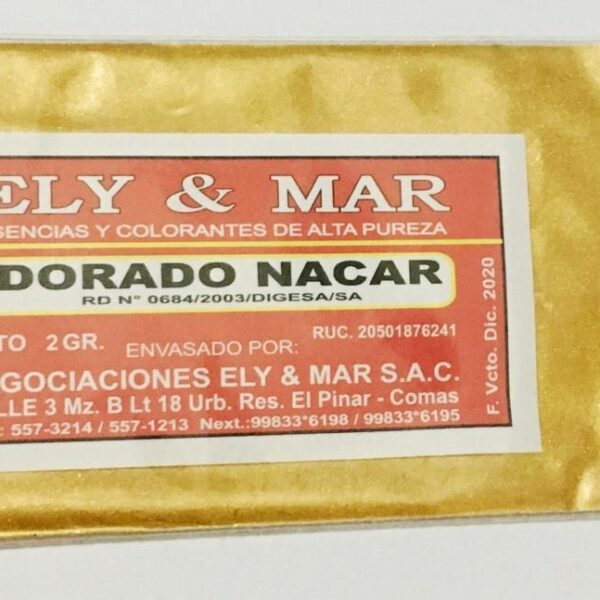 ELY & MAR
SENCIAS Y COLORANTES DE ALTA PUREZA
DORADO NACAR
RD N° 0684/2003/DIGESA/SA
TO 2 GR.
ENVASADO POR:
RUC. 20501876241
GOCIACIONES ELY & MAR S.A.C.
LLE 3 Mz. B Lt 18 Urb. Res. El Pinar - Comas
: 557-3214 / 557-1213 Next.:99833*6198 / 99833*6195
F. Vcto. Dic. 2020